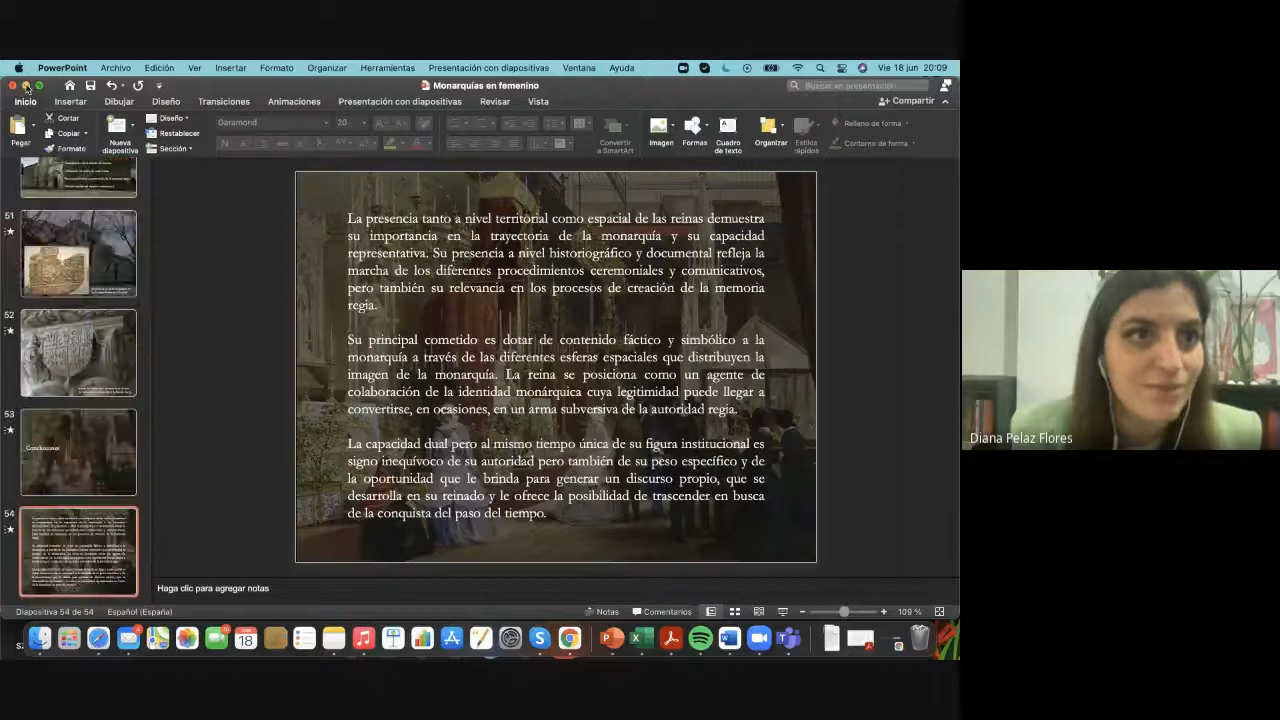 PowerPoint Archivo Edición Ver Insertar Formato Organizar Herramientas Presentación con diapositivas Ventana Ayuda Vie 18 jun 20:09
Monarquías en femenino Buscar en presentación
Inicio Insertar Dibujar Diseño Transiciones Animaciones Presentación con diapositivas Revisar Vista Compartir
Pegar
Cortar
Copiar
Formato
Nueva
diapositiva
Diseño
Restablecer
Sección
Garamond 20
Convertir
a SmartArt
Imagen
Formas
Cuadro
de texto
Organizar
Estilos
rápidos
Relleno de forma
Contorno de forma
51
52
53
Conclusiones
54
La presencia tanto a nivel territorial como espacial de las reinas demuestra
su importancia en la trayectoria de la monarquía y su capacidad
representativa. Su presencia a nivel historiográfico y documental refleja la
marcha de los diferentes procedimientos ceremoniales y comunicativos,
pero también su relevancia en los procesos de creación de la memoria
regia.
Su principal cometido es dotar de contenido fáctico y simbólico a la
monarquía a través de las diferentes esferas espaciales que distribuyen la
imagen de la monarquía. La reina se posiciona como un agente de
colaboración de la identidad monárquica cuya legitimidad puede llegar a
convertirse, en ocasiones, en un arma subversiva de la autoridad regia.
La capacidad dual pero al mismo tiempo única de su figura institucional es
signo inequívoco de su autoridad pero también de su peso específico y de
la oportunidad que le brinda para generar un discurso propio, que se
desarrolla en su reinado y le ofrece la posibilidad de trascender en busca
de la conquista del paso del tiempo.
Haga clic para agregar notas
Diapositiva 54 de 54 Español (España) Notas Comentarios 109 %
18
Diana Pelaz Flores